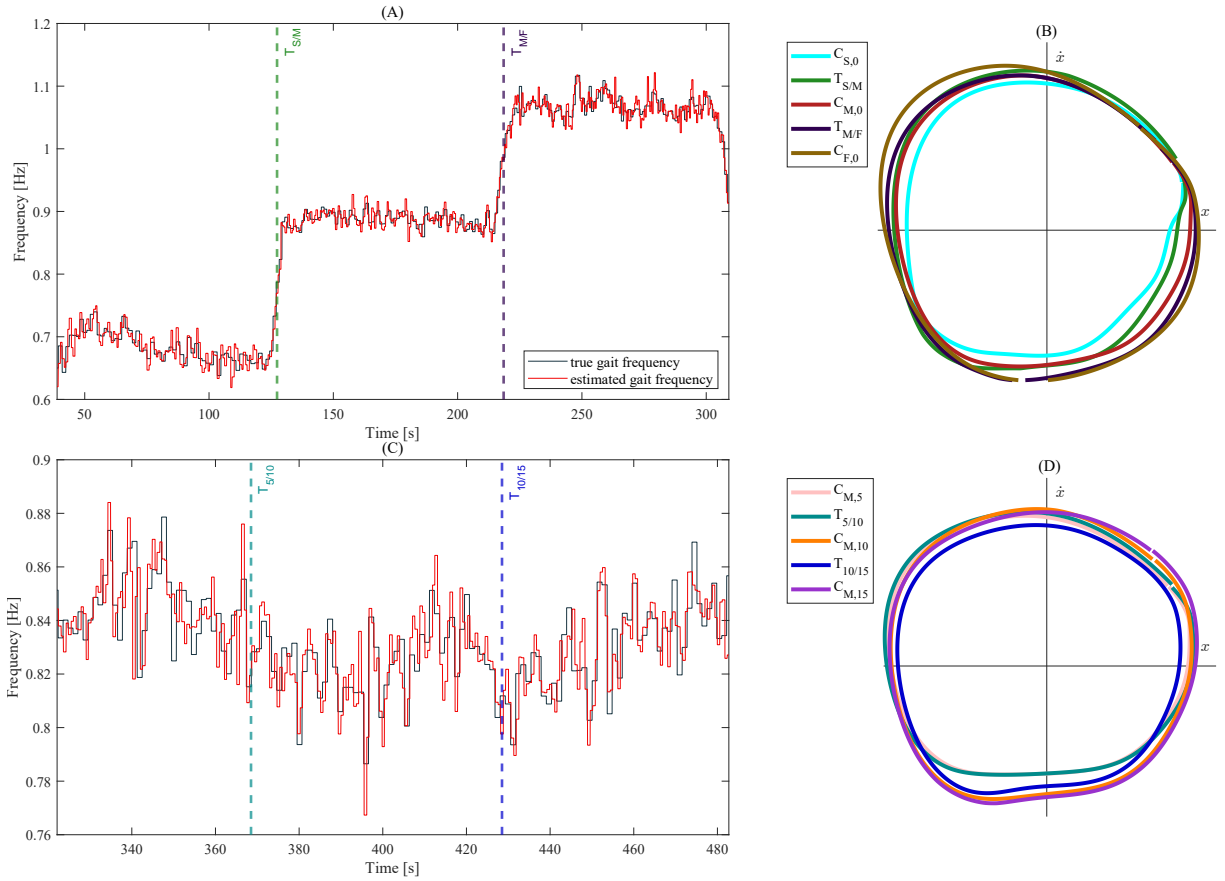 (A)
1.2
1.1
1
0.9
0.8
0.7
0.6
Frequency [Hz]
T_S/M
T_M/F
true gait frequency
estimated gait frequency
50
100
150
200
250
300
Time [s]
(B)
C_S,0
T_S/M
C_M,0
T_M/F
C_F,0
ẋ
x
(C)
0.9
0.88
0.86
0.84
0.82
0.8
0.78
0.76
Frequency [Hz]
T_5/10
T_10/15
340
360
380
400
420
440
460
480
Time [s]
(D)
C_M,5
T_5/10
C_M,10
T_10/15
C_M,15
ẋ
x